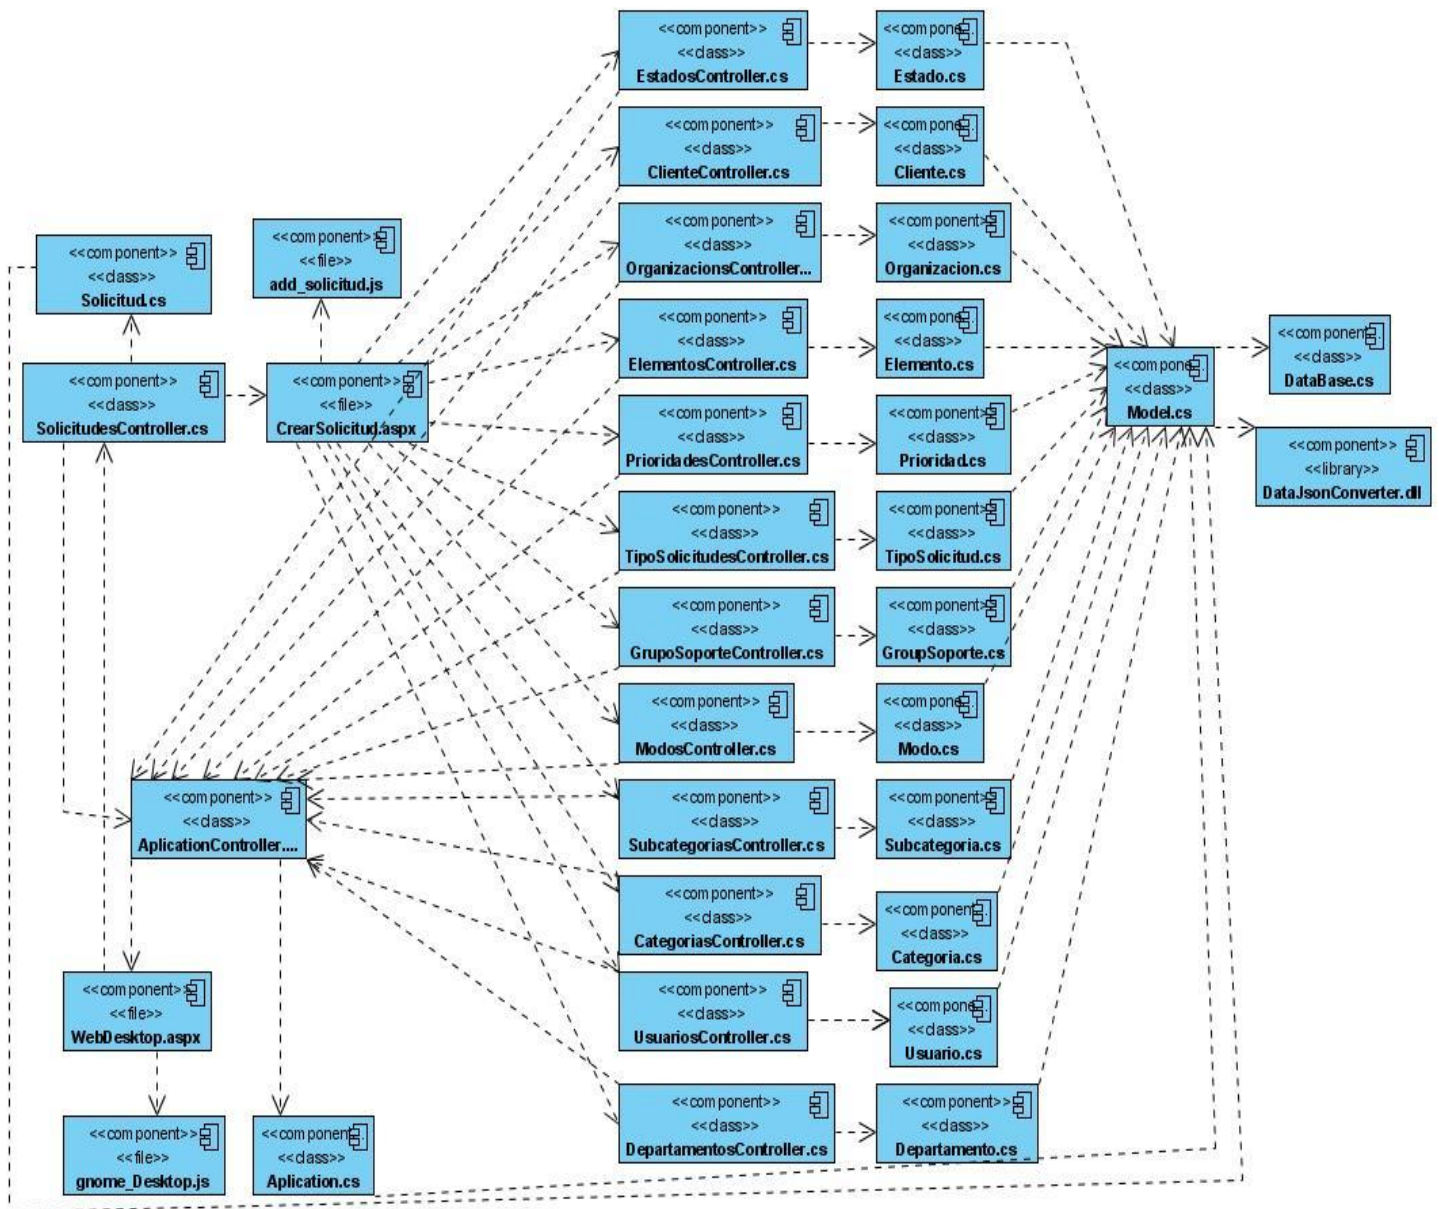 <<component>>
<<class>>
EstadosController.cs
<<compone...
<<class>>
Estado.cs
<<component>>
<<class>>
ClienteController.cs
<<compone...
<<class>>
Cliente.cs
<<component>>
<<class>>
OrganizacionsController...
<<component>>
<<class>>
Organizacion.cs
<<component>>
<<class>>
Solicitud.cs
<<component>>
<<file>>
add_solicitud.js
<<component>>
<<class>>
ElementosController.cs
<<compone...
<<class>>
Elemento.cs
<<component...
<<class>>
DataBase.cs
<<compone...
<<class>>
Model.cs
<<component>>
<<class>>
SolicitudesController.cs
<<component>>
<<file>>
CrearSolicitud.aspx
<<component>>
<<class>>
PrioridadesController.cs
<<component>>
<<class>>
Prioridad.cs
<<component>>
<<library>>
DataJsonConverter.dll
<<component>>
<<class>>
TipoSolicitudesController.cs
<<component>>
<<class>>
TipoSolicitud.cs
<<component>>
<<class>>
GrupoSoporteController.cs
<<component>>
<<class>>
GroupSoporte.cs
<<component>>
<<class>>
ModosController.cs
<<compone...
<<class>>
Modo.cs
<<component>>
<<class>>
AplicationController....
<<component>>
<<class>>
SubcategoriasController.cs
<<component>>
<<class>>
Subcategoria.cs
<<component>>
<<class>>
CategoriasController.cs
<<component...
<<class>>
Categoria.cs
<<component>>
<<file>>
WebDesktop.aspx
<<component>>
<<class>>
UsuariosController.cs
<<compone...
<<class>>
Usuario.cs
<<component>>
<<file>>
gnome_Desktop.js
<<component...
<<class>>
Aplication.cs
<<component>>
<<class>>
DepartamentosController.cs
<<component>>
<<class>>
Departamento.cs